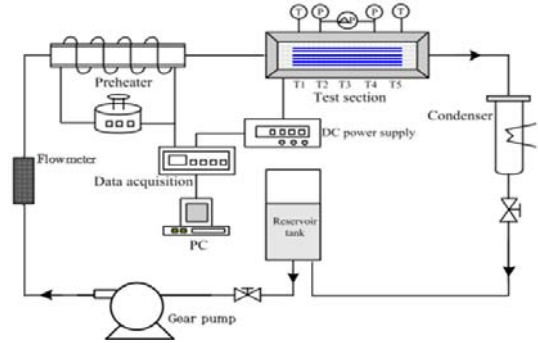 T P ΔP P T
Preheater
T1 T2 T3 T4 T5
Test section
Condenser
DC power supply
Flowmeter
Data acquisition
Reservoir
tank
PC
Gear pump